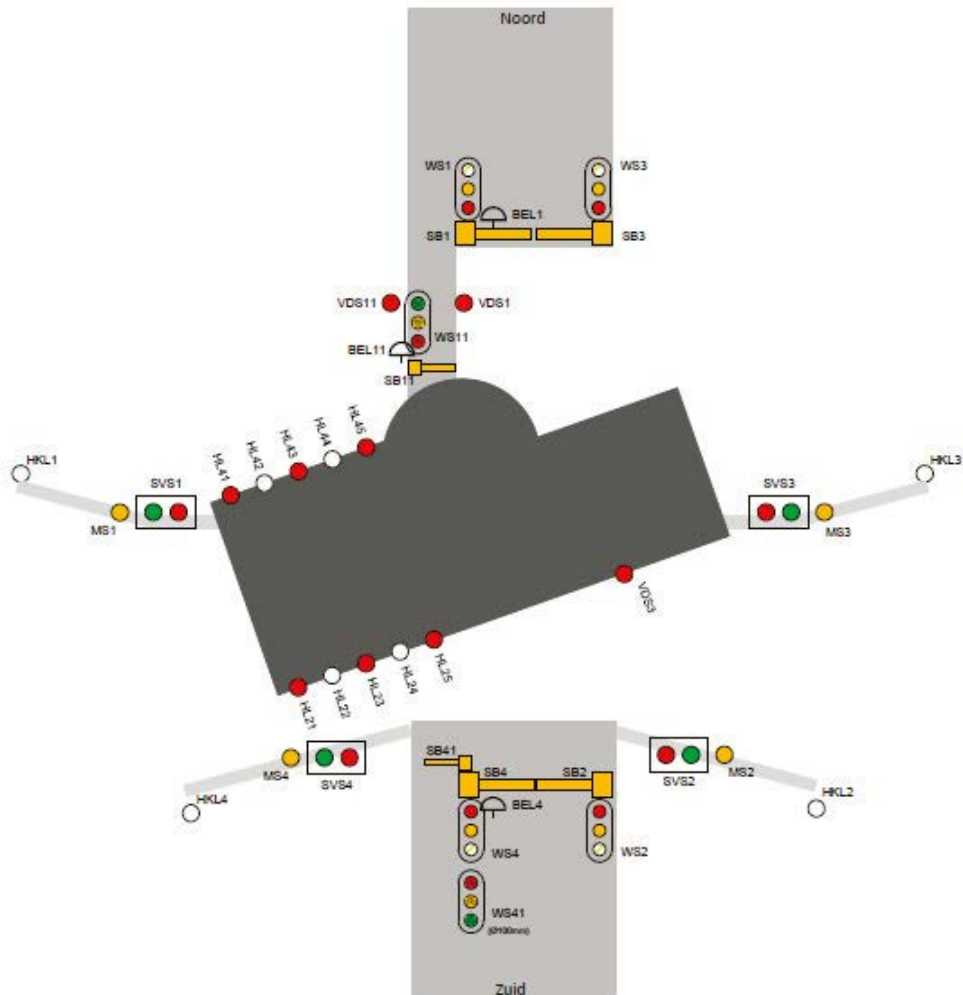 Noord
WS1
WS3
BEL1
SB1
SB3
VDS11
VDS1
WS11
BEL11
SB11
HL41
HL42
HL43
HL44
HL45
HKL1
SVS1
MS1
HKL3
SVS3
MS3
VDS3
HL21
HL22
HL23
HL24
HL25
MS4
SVS4
HKL4
SB41
SB4
SB2
BEL4
SVS2
MS2
HKL2
WS4
WS2
WS41
(Ø100mm)
Zuid